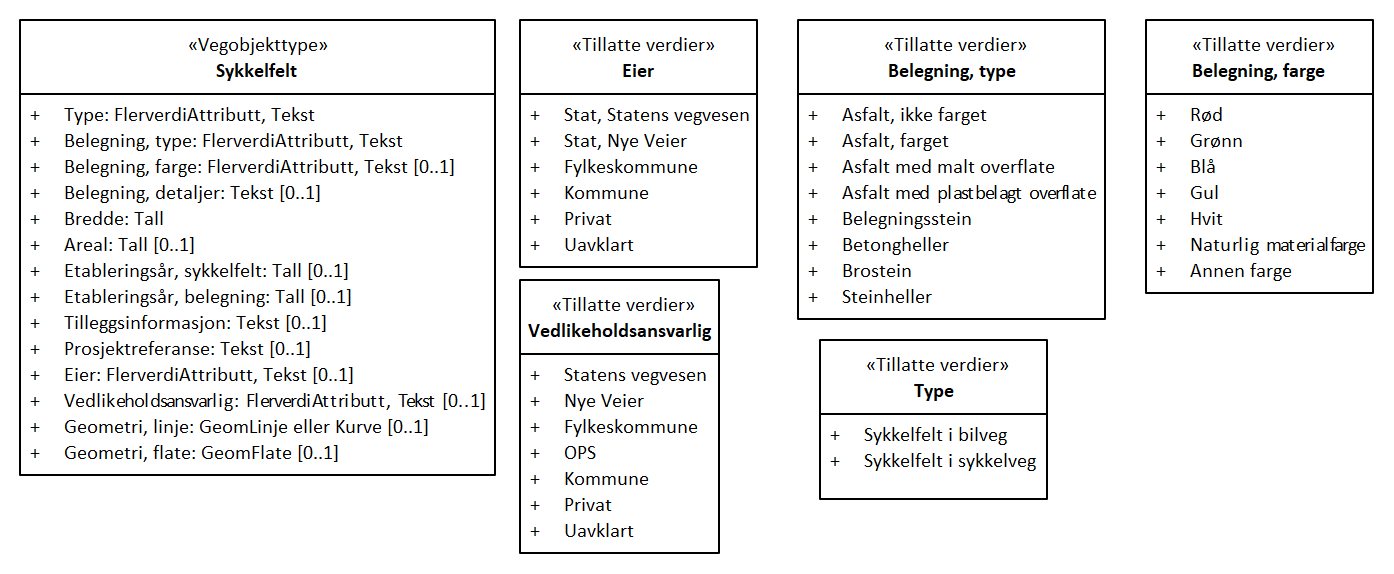 «Vegobjekttype»
Sykkelfelt
+ Type: FlerverdiAttributt, Tekst
+ Belegning, type: FlerverdiAttributt, Tekst
+ Belegning, farge: FlerverdiAttributt, Tekst [0..1]
+ Belegning, detaljer: Tekst [0..1]
+ Bredde: Tall
+ Areal: Tall [0..1]
+ Etableringsår, sykkelfelt: Tall [0..1]
+ Etableringsår, belegning: Tall [0..1]
+ Tilleggsinformasjon: Tekst [0..1]
+ Prosjektreferanse: Tekst [0..1]
+ Eier: FlerverdiAttributt, Tekst [0..1]
+ Vedlikeholdsansvarlig: FlerverdiAttributt, Tekst [0..1]
+ Geometri, linje: GeomLinje eller Kurve [0..1]
+ Geometri, flate: GeomFlate [0..1]
«Tillatte verdier»
Eier
+ Stat, Statens vegvesen
+ Stat, Nye Veier
+ Fylkeskommune
+ Kommune
+ Privat
+ Uavklart
«Tillatte verdier»
Vedlikeholdsansvarlig
+ Statens vegvesen
+ Nye Veier
+ Fylkeskommune
+ OPS
+ Kommune
+ Privat
+ Uavklart
«Tillatte verdier»
Belegning, type
+ Asfalt, ikke farget
+ Asfalt, farget
+ Asfalt med malt overflate
+ Asfalt med plastbelagt overflate
+ Belegningsstein
+ Betongheller
+ Brostein
+ Steinheller
«Tillatte verdier»
Type
+ Sykkelfelt i bilveg
+ Sykkelfelt i sykkelveg
«Tillatte verdier»
Belegning, farge
+ Rød
+ Grønn
+ Blå
+ Gul
+ Hvit
+ Naturlig materialfarge
+ Annen farge